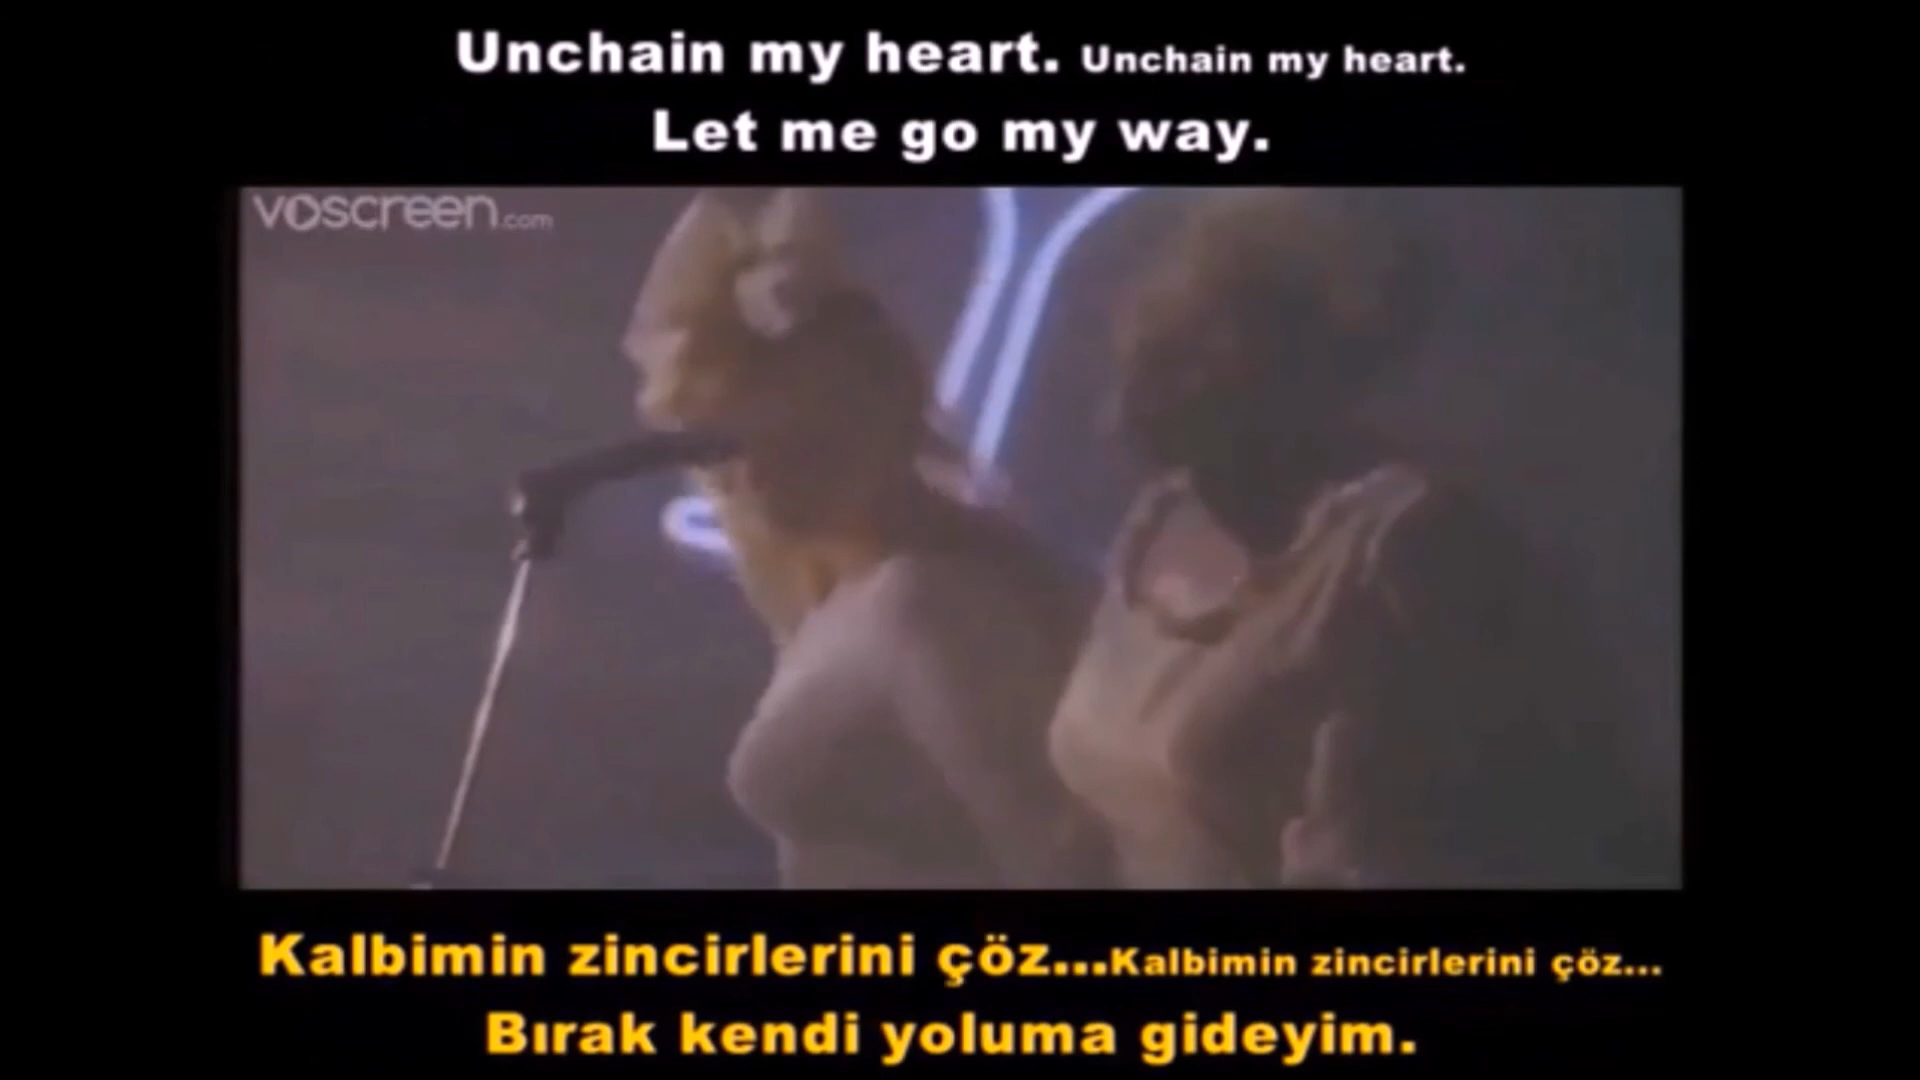 Unchain my heart. Unchain my heart.
Let me go my way.
voscreen.com
Kalbimin zincirlerini çöz...Kalbimin zincirlerini çöz...
Bırak kendi yoluma gideyim.